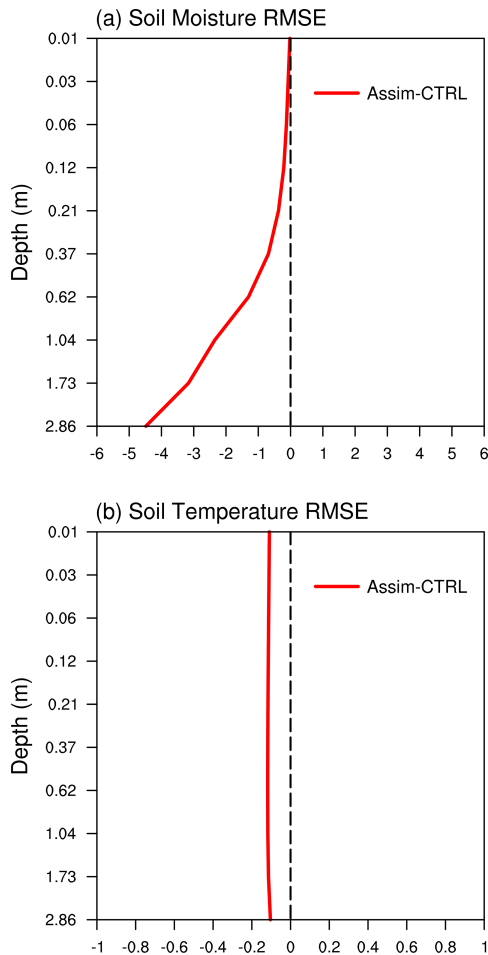 (a) Soil Moisture RMSE
0.01
0.03
0.06
0.12
0.21
0.37
0.62
1.04
1.73
2.86
Depth (m)
Assim-CTRL
-6 -5 -4 -3 -2 -1 0 1 2 3 4 5 6
(b) Soil Temperature RMSE
0.01
0.03
0.06
0.12
0.21
0.37
0.62
1.04
1.73
2.86
Depth (m)
Assim-CTRL
-1 -0.8 -0.6 -0.4 -0.2 0 0.2 0.4 0.6 0.8 1